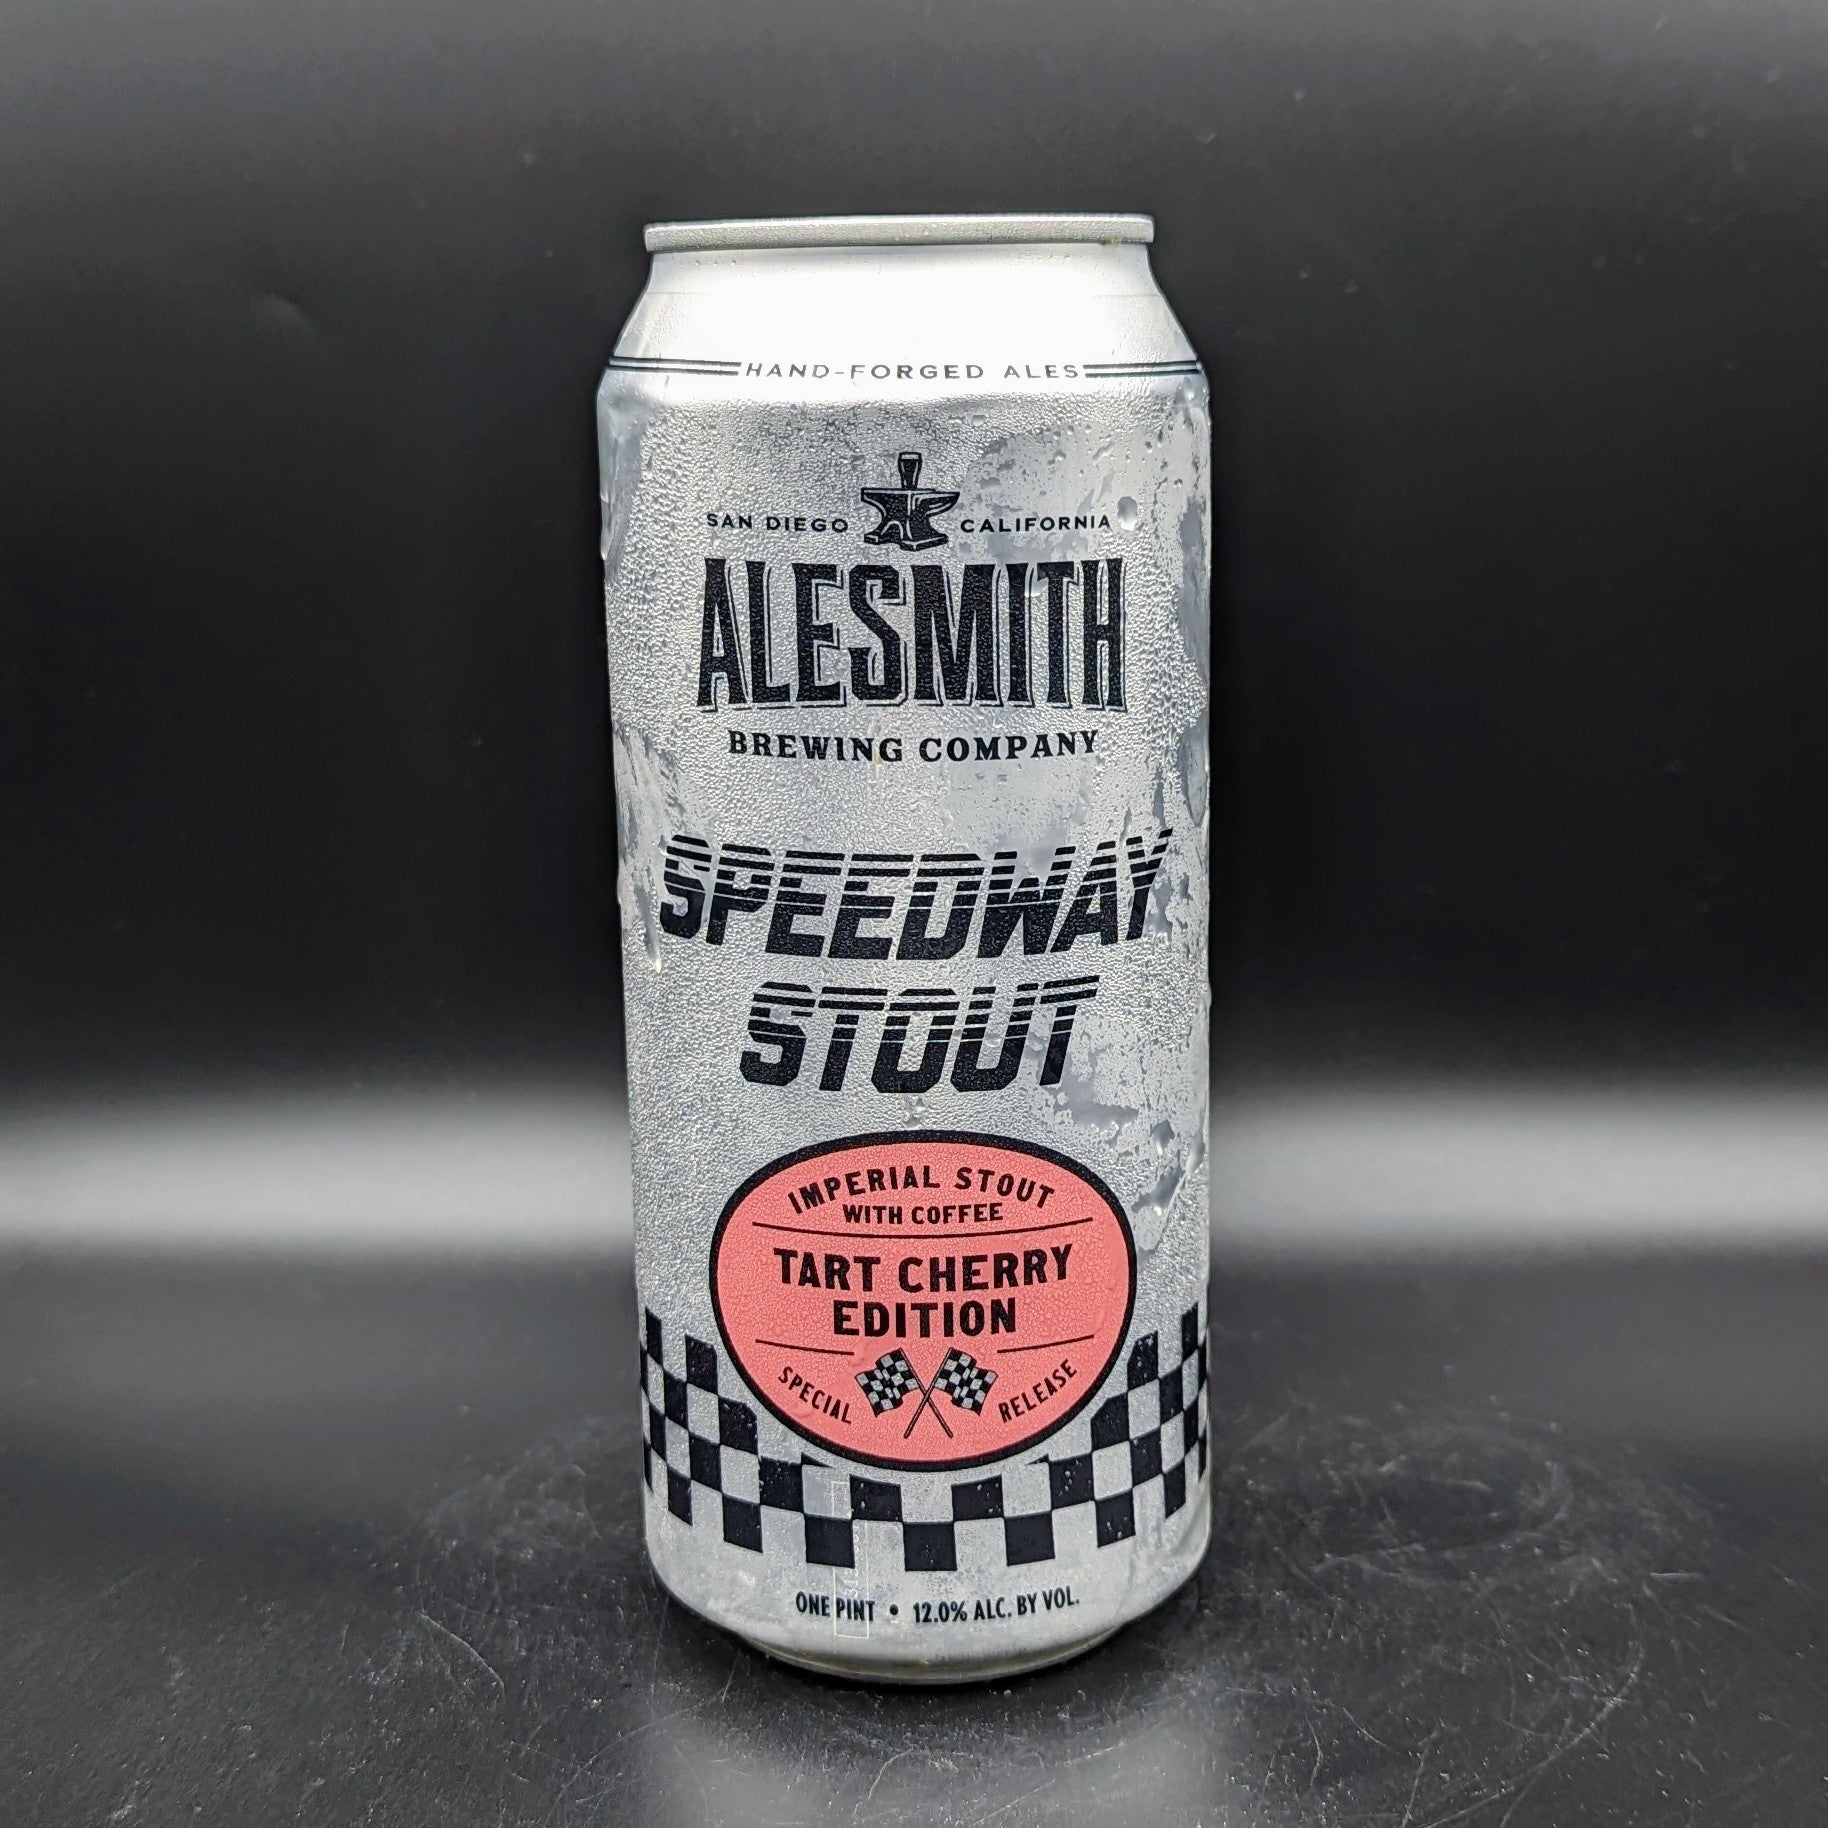 HAND-FORGED ALES
SAN DIEGO CALIFORNIA
ALESMITH
BREWING COMPANY
SPEEDWAY
STOUT
IMPERIAL STOUT
WITH COFFEE
TART CHERRY
EDITION
SPECIAL RELEASE
ONE PINT • 12.0% ALC. BY VOL.